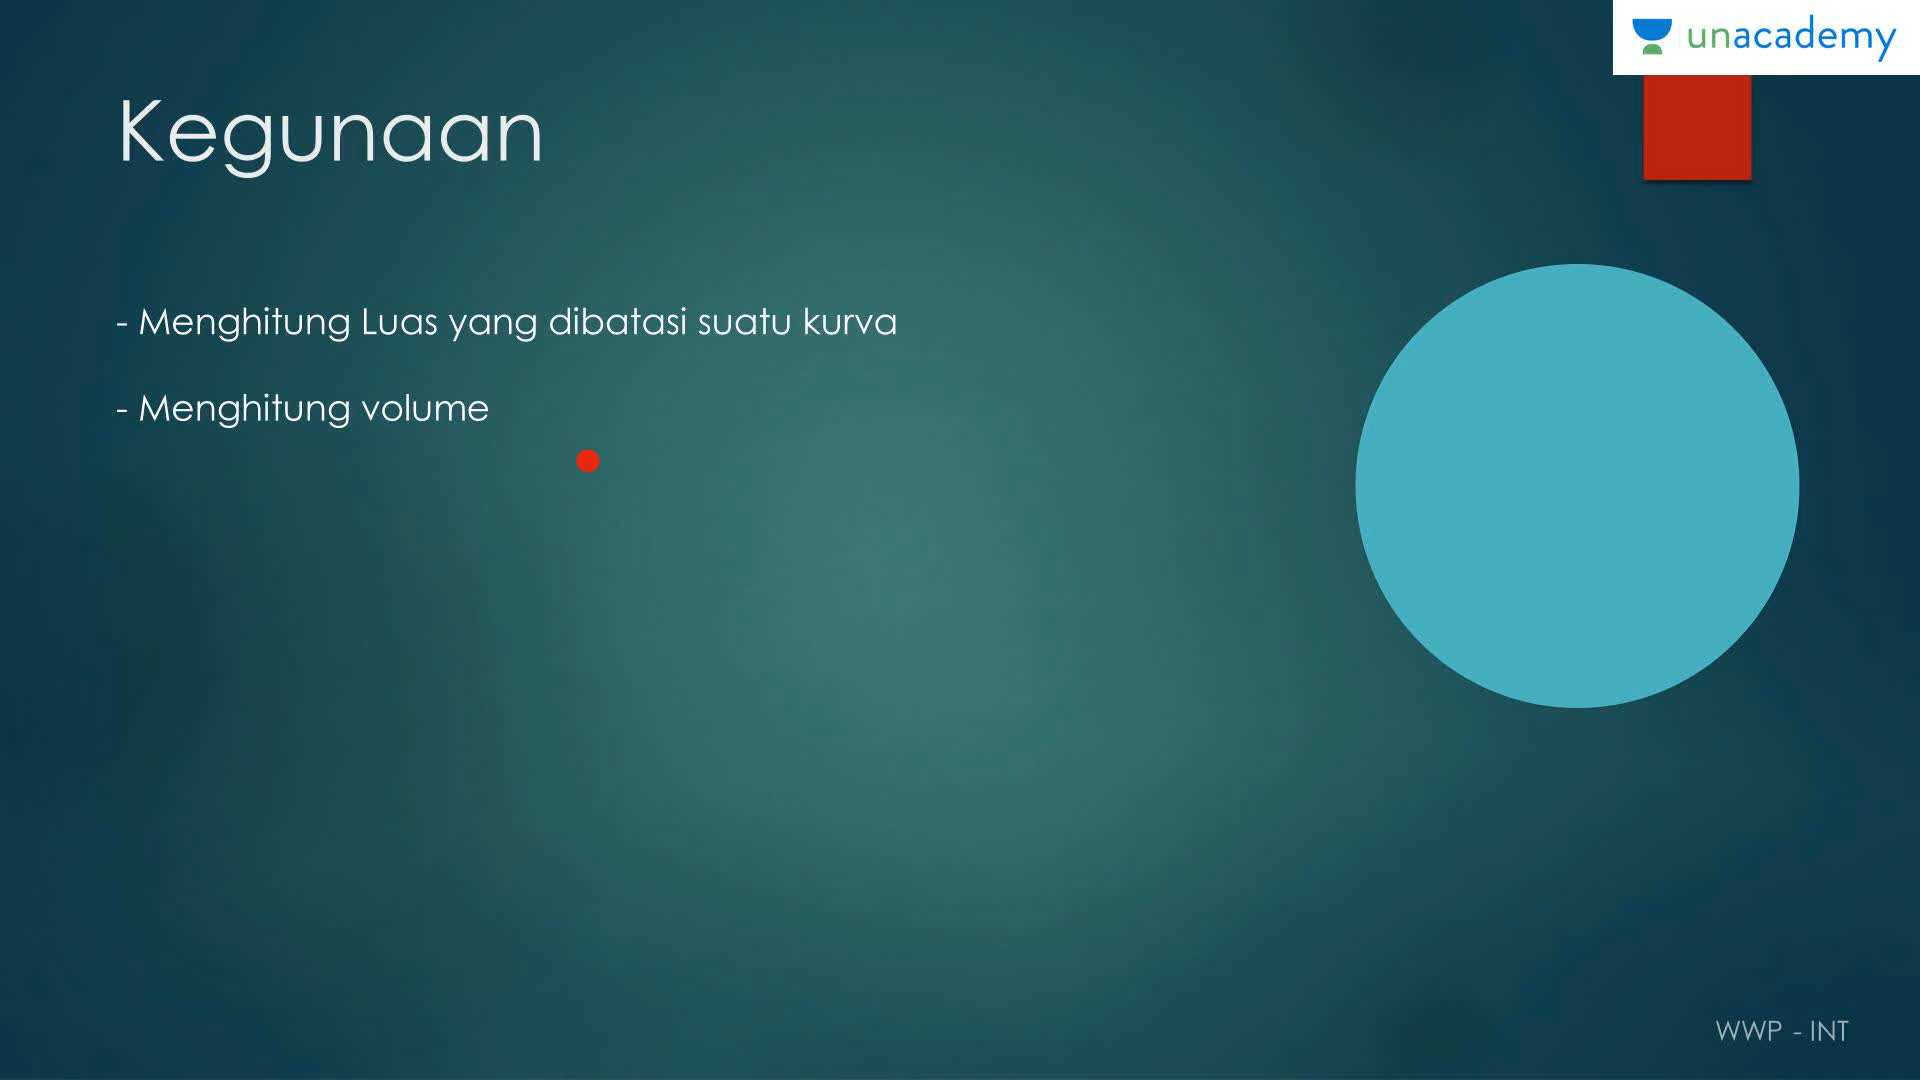 unacademy
Kegunaan
- Menghitung Luas yang dibatasi suatu kurva
- Menghitung volume
WWP - INT